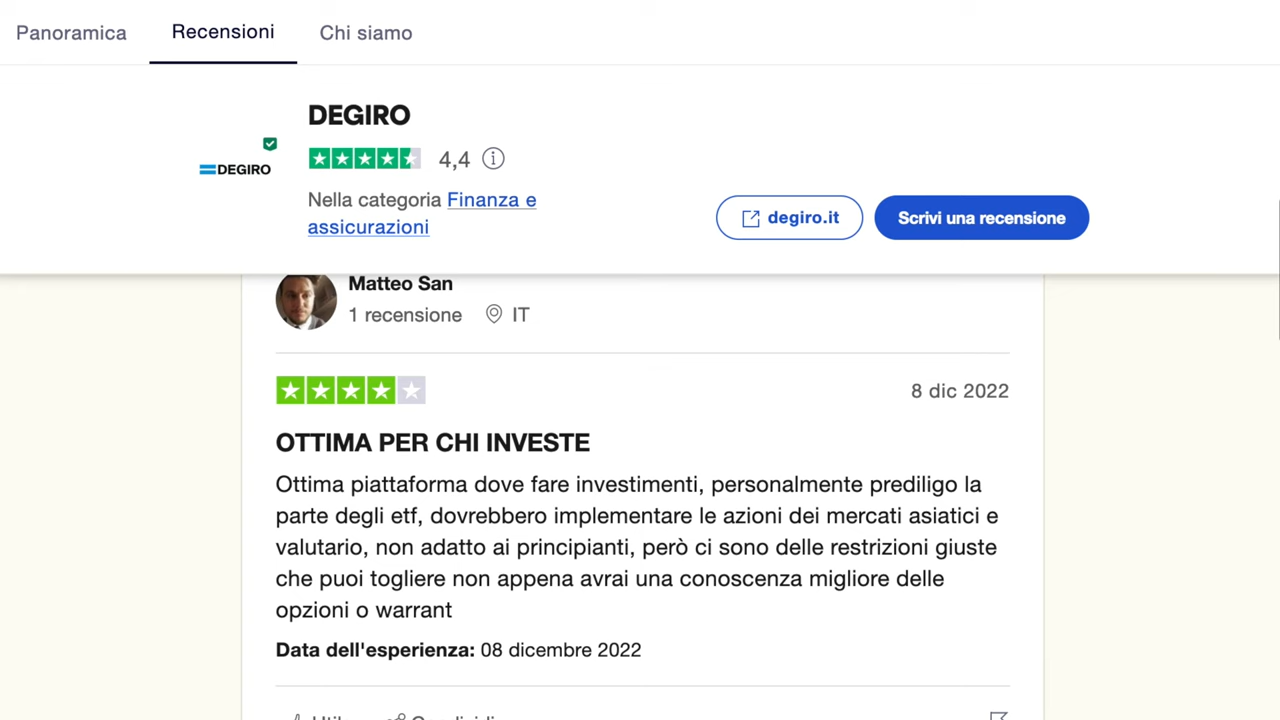 Panoramica
Recensioni
Chi siamo
DEGIRO
DEGIRO
4,4
Nella categoria Finanza e
assicurazioni
degiro.it
Scrivi una recensione
Matteo San
1 recensione
IT
8 dic 2022
OTTIMA PER CHI INVESTE
Ottima piattaforma dove fare investimenti, personalmente prediligo la
parte degli etf, dovrebbero implementare le azioni dei mercati asiatici e
valutario, non adatto ai principianti, però ci sono delle restrizioni giuste
che puoi togliere non appena avrai una conoscenza migliore delle
opzioni o warrant
Data dell'esperienza: 08 dicembre 2022